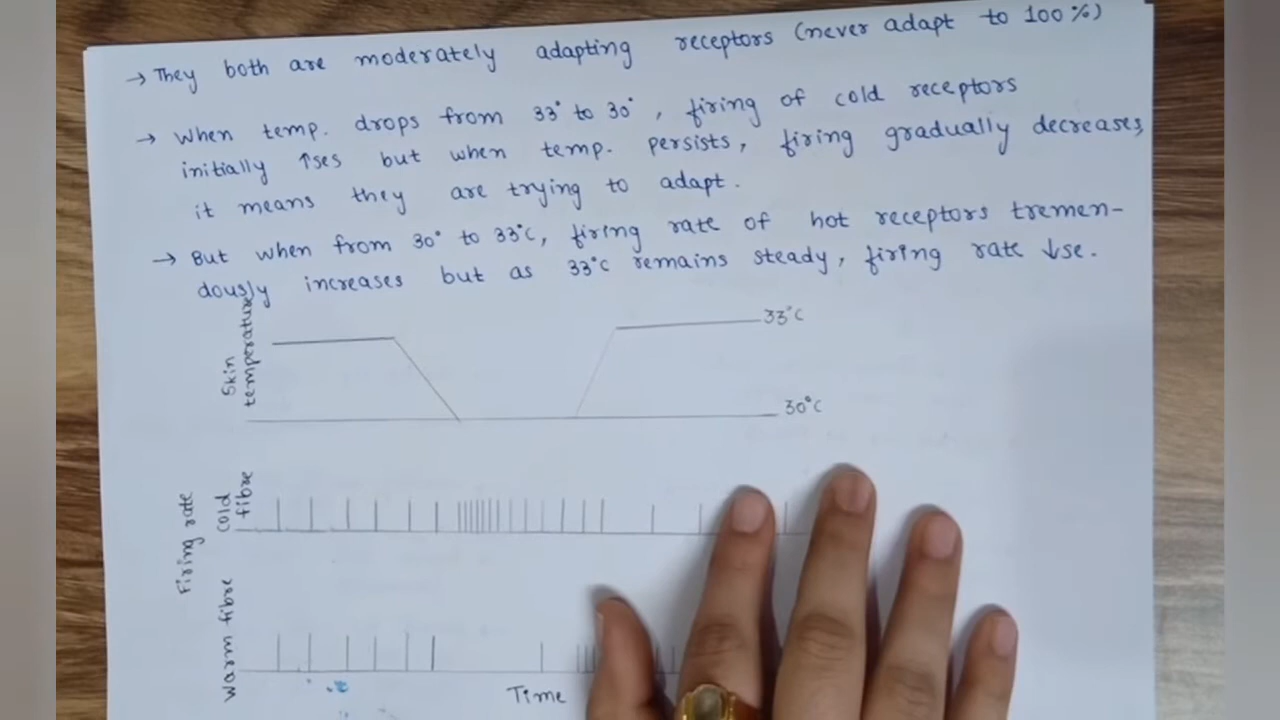 → They both are moderately adapting receptors (never adapt to 100%)
→ When temp. drops from 33° to 30°, firing of cold receptors
initially ↑ses but when temp. persists, firing gradually decreases,
it means they are trying to adapt.
→ But when from 30° to 33°C, firing rate of hot receptors tremen-
dously increases but as 33°C remains steady, firing rate ↓se.
Skin
temperature
33°C
30°C
Firing rate
Cold
fibre
Warm fibre
Time